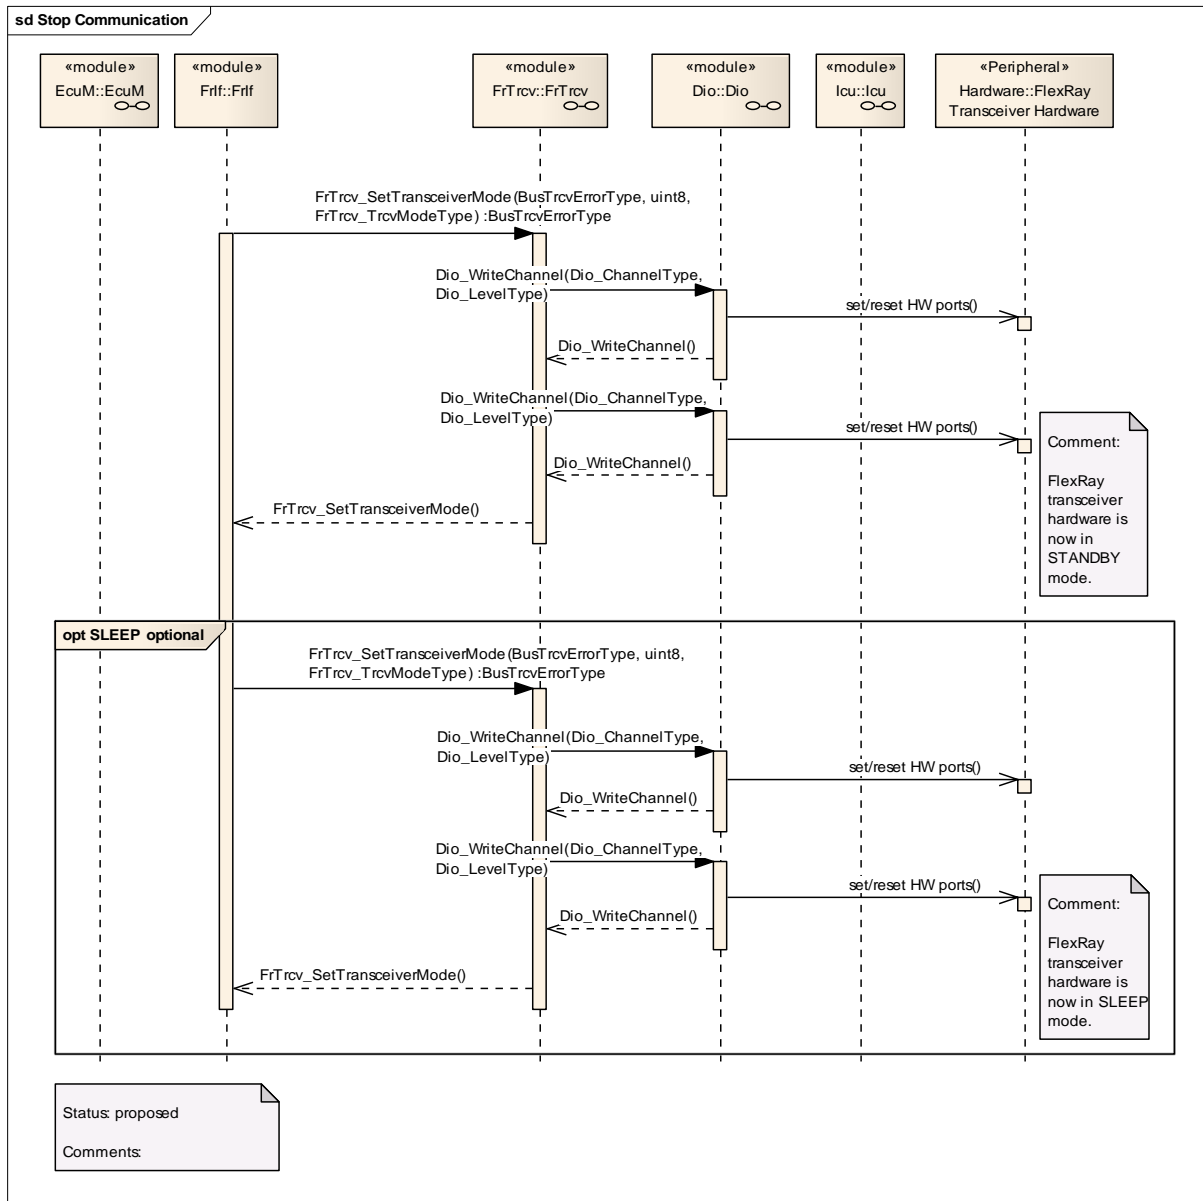 sd Stop Communication
«module»
EcuM::EcuM
«module»
FrIf::FrIf
«module»
FrTrcv::FrTrcv
«module»
Dio::Dio
«module»
Icu::Icu
«Peripheral»
Hardware::FlexRay
Transceiver Hardware
FrTrcv_SetTransceiverMode(BusTrcvErrorType, uint8,
FrTrcv_TrcvModeType) :BusTrcvErrorType
Dio_WriteChannel(Dio_ChannelType,
Dio_LevelType)
set/reset HW ports()
Dio_WriteChannel()
Dio_WriteChannel(Dio_ChannelType,
Dio_LevelType)
set/reset HW ports()
Dio_WriteChannel()
FrTrcv_SetTransceiverMode()
Comment:
FlexRay
transceiver
hardware is
now in
STANDBY
mode.
opt SLEEP optional
FrTrcv_SetTransceiverMode(BusTrcvErrorType, uint8,
FrTrcv_TrcvModeType) :BusTrcvErrorType
Dio_WriteChannel(Dio_ChannelType,
Dio_LevelType)
set/reset HW ports()
Dio_WriteChannel()
Dio_WriteChannel(Dio_ChannelType,
Dio_LevelType)
set/reset HW ports()
Dio_WriteChannel()
FrTrcv_SetTransceiverMode()
Comment:
FlexRay
transceiver
hardware is
now in SLEEP
mode.
Status: proposed
Comments: